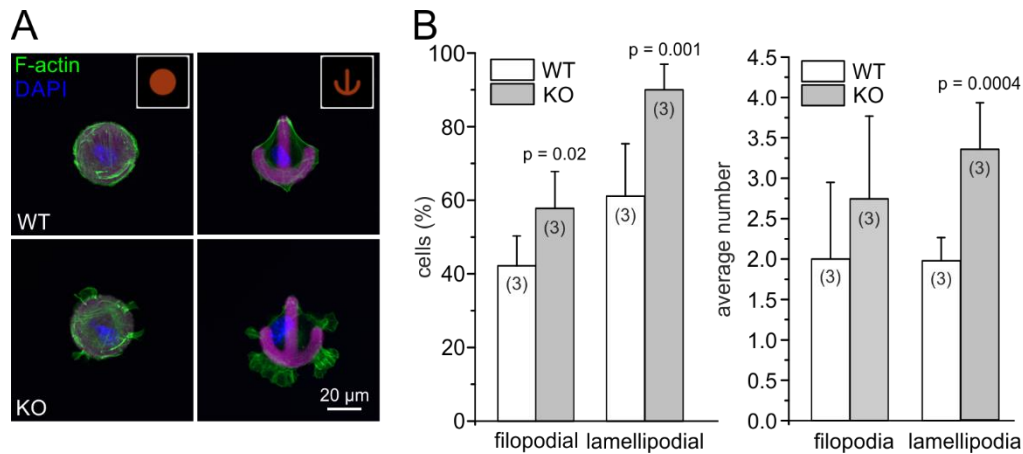 A
F-actin
DAPI
WT
KO
20 µm
B
cells (%)
100
80
60
40
20
0
WT
KO
p = 0.02
p = 0.001
(3)
(3)
(3)
(3)
filopodial lamellipodial
average number
4.5
4.0
3.5
3.0
2.5
2.0
1.5
1.0
0.5
0.0
WT
KO
p = 0.0004
(3)
(3)
(3)
(3)
filopodia lamellipodia